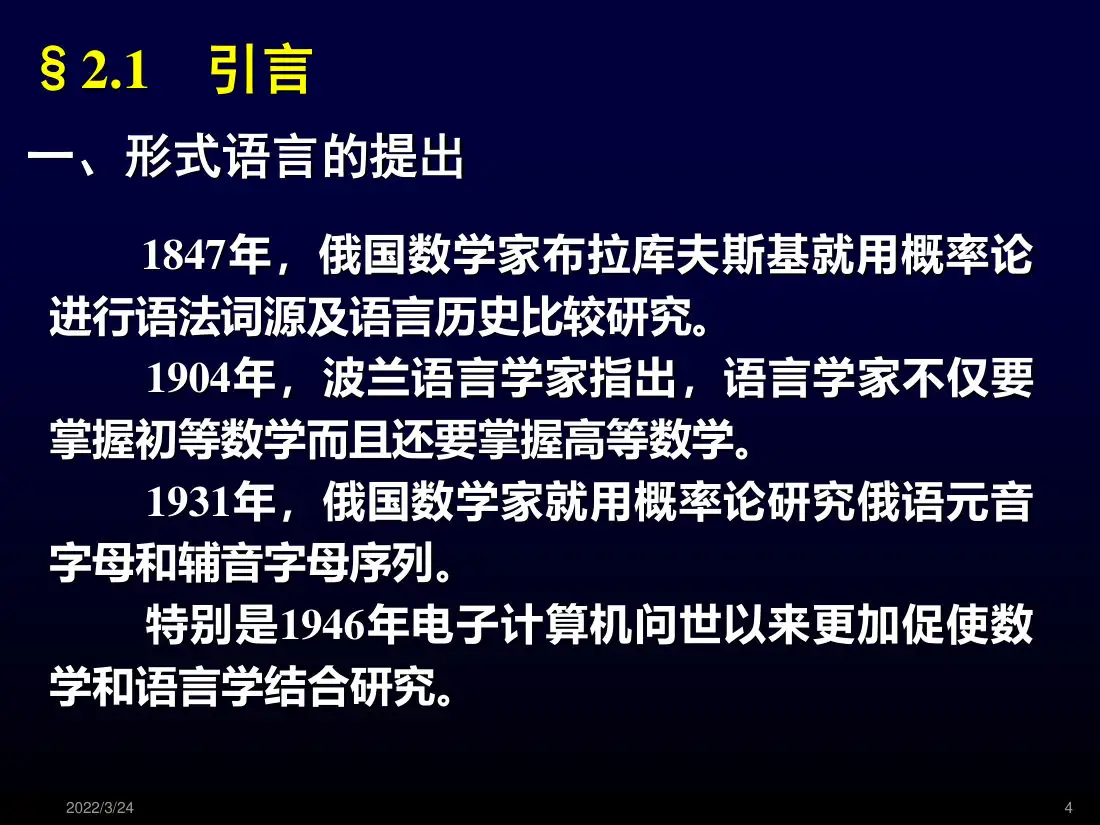 §2.1 引言
一、形式语言的提出
1847年，俄国数学家布拉库夫斯基就用概率论
进行语法词源及语言历史比较研究。
1904年，波兰语言学家指出，语言学家不仅要
掌握初等数学而且还要掌握高等数学。
1931年，俄国数学家就用概率论研究俄语元音
字母和辅音字母序列。
特别是1946年电子计算机问世以来更加促使数
学和语言学结合研究。
2022/3/24
4